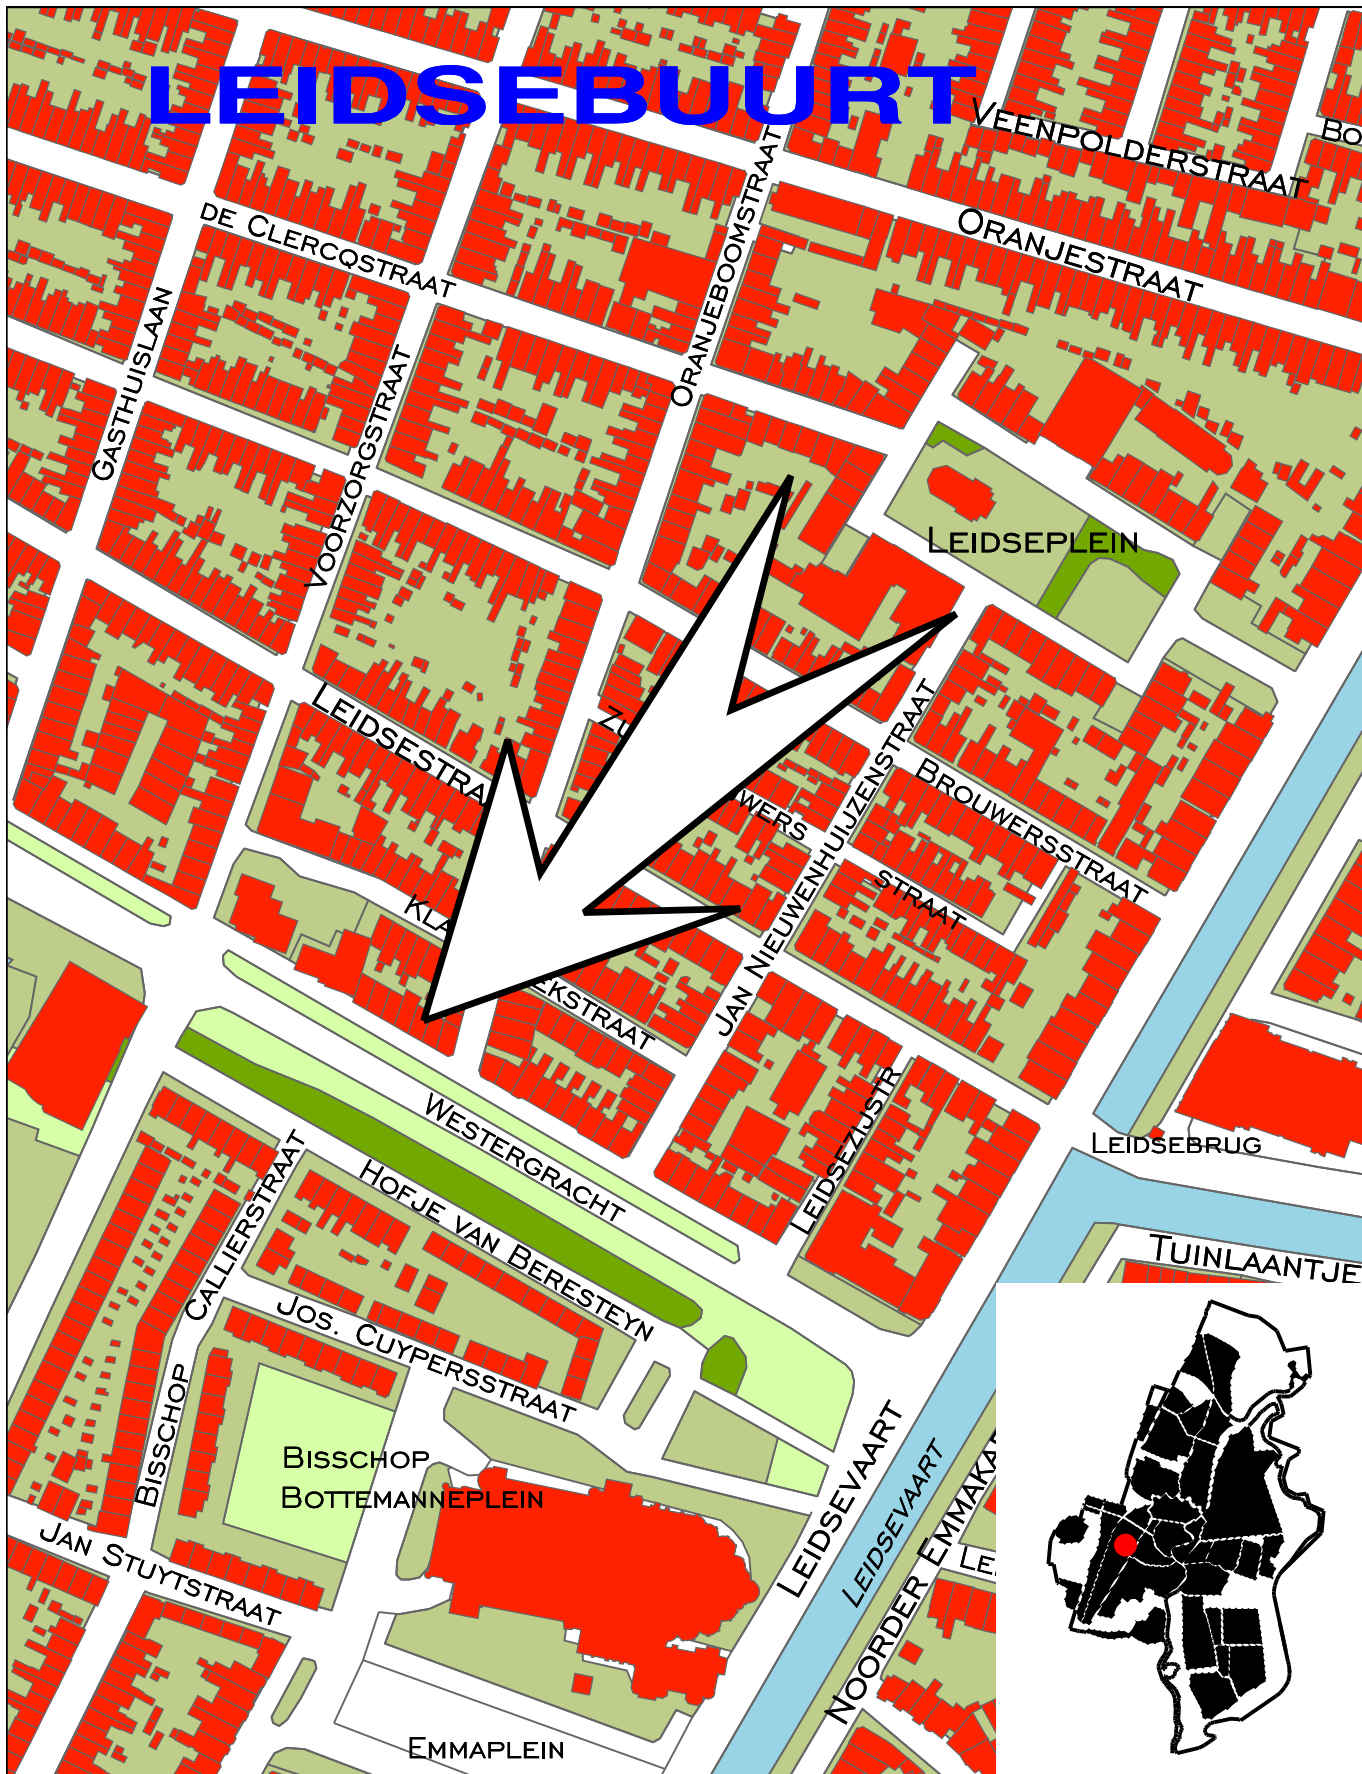 LEIDSEBUURT
VEENPOLDERSTRAAT
BO
ORANJESTRAAT
DE CLERCQSTRAAT
ORANJEBOOMSTRAAT
GASTHUISLAAN
VOORZORGSTRAAT
LEIDSEPLEIN
LEIDSESTRA
ZU
WERS
STRAAT
BROUWERSSTRAAT
JAN NIEUWENHUIJZENSTRAAT
KLA
EKSTRAAT
LEIDSEZIJSTR
LEIDSEBRUG
WESTERGRACHT
HOFJE VAN BERESTEYN
TUINLAANTJE
BISSCHOP CALLIERSTRAAT
JOS. CUYPERSSTRAAT
BISSCHOP
BOTTEMANNEPLEIN
LEIDSEVAART
LEIDSEVAART
NOORDER EMMAKA
LE
JAN STUYTSTRAAT
EMMAPLEIN